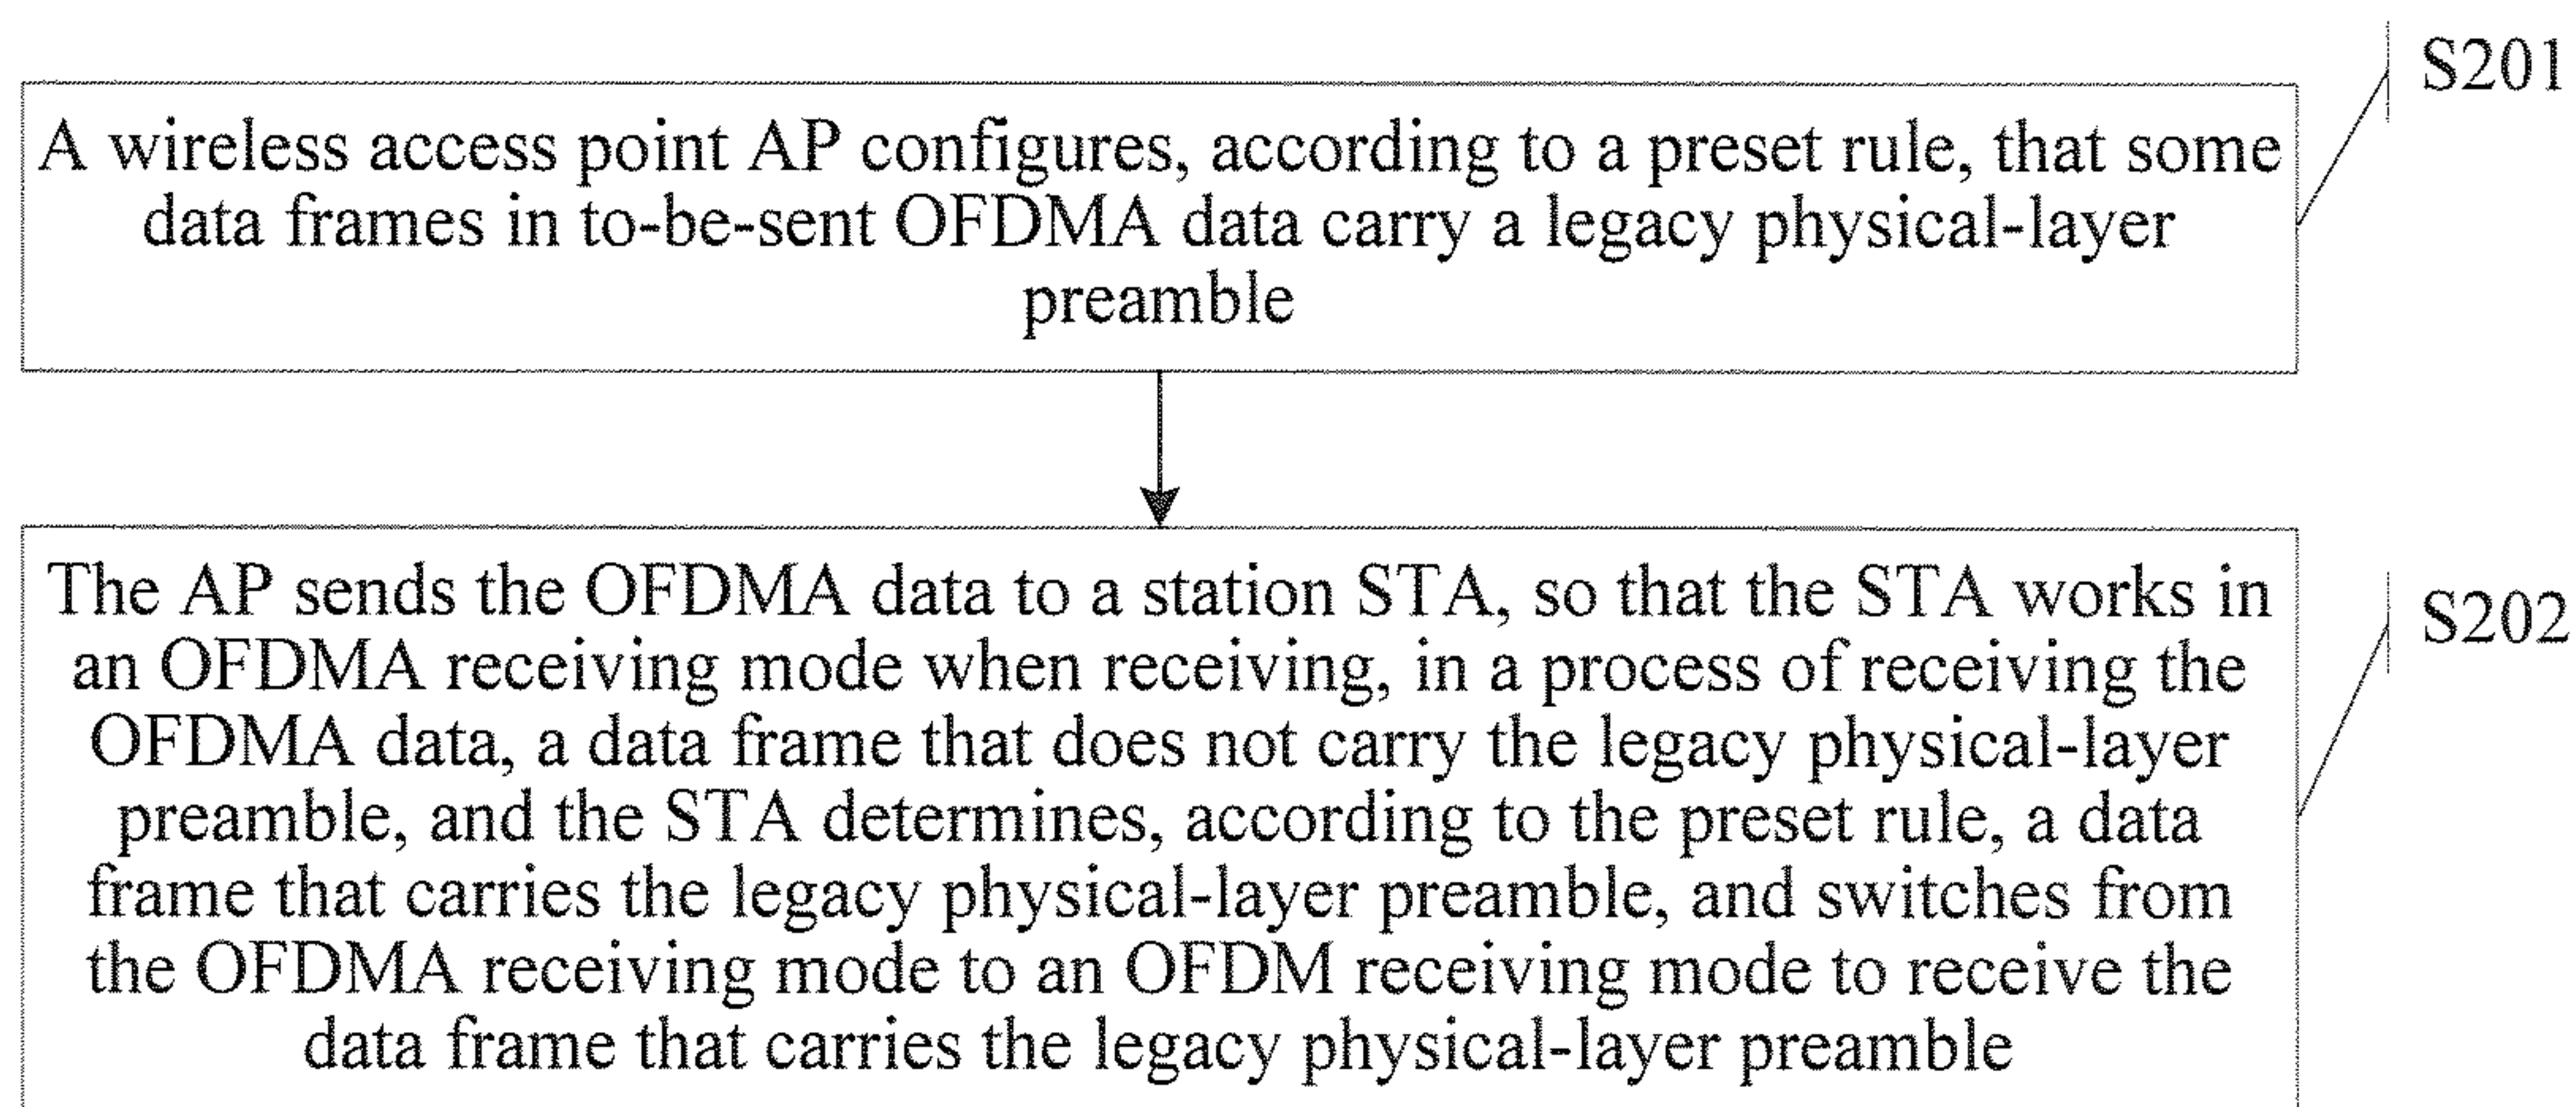 S201
A wireless access point AP configures, according to a preset rule, that some
data frames in to-be-sent OFDMA data carry a legacy physical-layer
preamble
The AP sends the OFDMA data to a station STA, so that the STA works in
an OFDMA receiving mode when receiving, in a process of receiving the
OFDMA data, a data frame that does not carry the legacy physical-layer
preamble, and the STA determines, according to the preset rule, a data
frame that carries the legacy physical-layer preamble, and switches from
the OFDMA receiving mode to an OFDM receiving mode to receive the
data frame that carries the legacy physical-layer preamble
S202